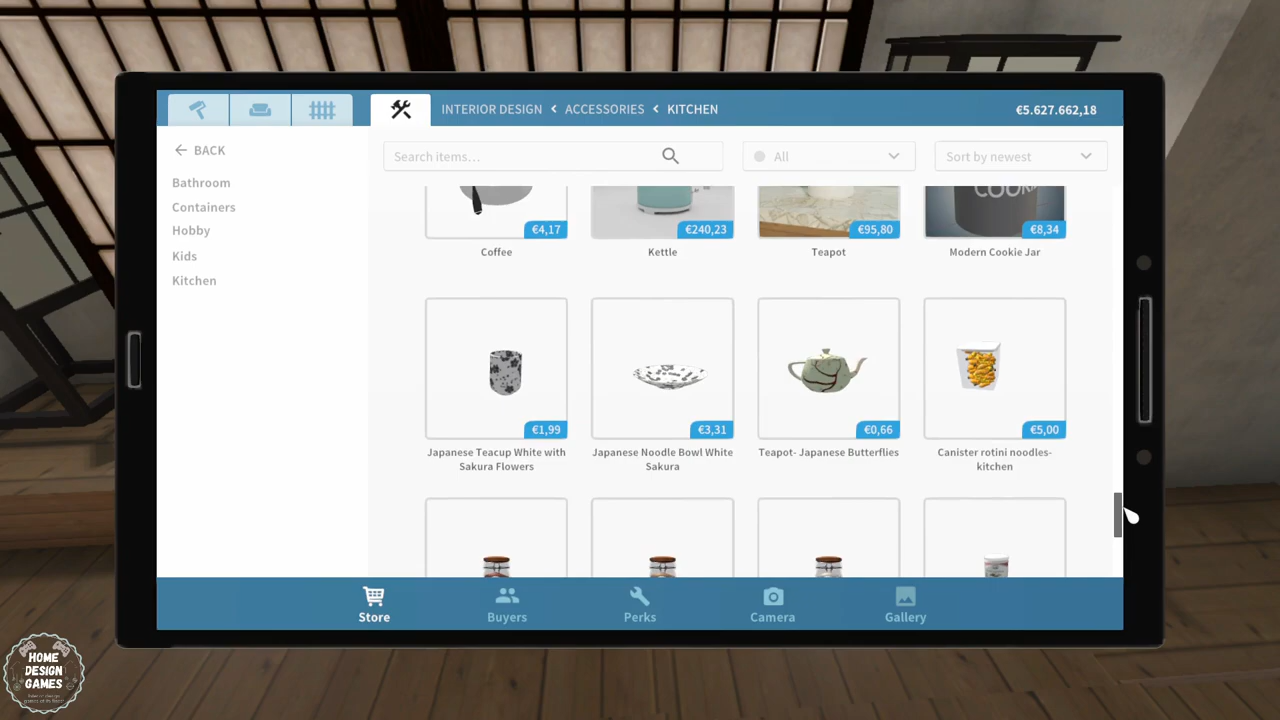 INTERIOR DESIGN < ACCESSORIES < KITCHEN
€5.627.662,18
BACK
Bathroom
Containers
Hobby
Kids
Kitchen
Search items...
All
Sort by newest
COOKI
€4,17
€240,23
€95,80
€8,34
Coffee
Kettle
Teapot
Modern Cookie Jar
€1,99
€3,31
€0,66
€5,00
Japanese Teacup White with
Sakura Flowers
Japanese Noodle Bowl White
Sakura
Teapot- Japanese Butterflies
Canister rotini noodles-
kitchen
Store
Buyers
Perks
Camera
Gallery
HOME
DESIGN
GAMES